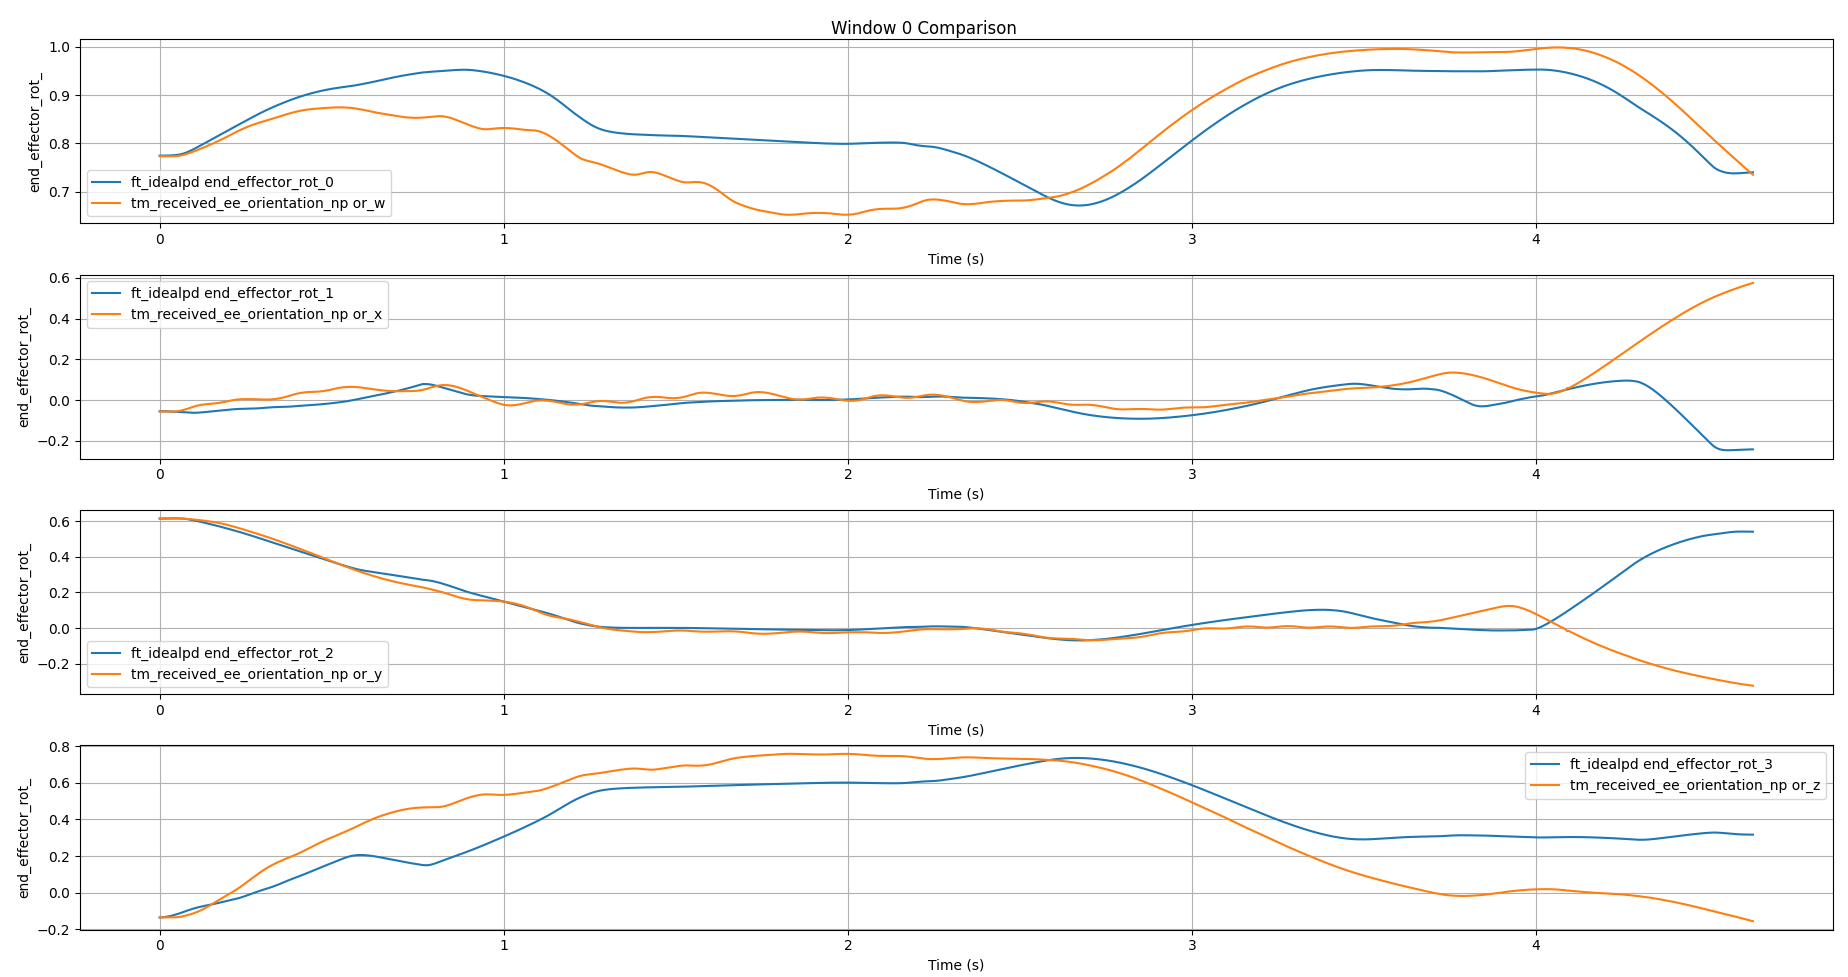 Window 0 Comparison
end_effector_rot_
1.0
0.9
0.8
0.7
ft_idealpd end_effector_rot_0
tm_received_ee_orientation_np or_w
0 1 2 3 4
Time (s)
end_effector_rot_
0.6
0.4
0.2
0.0
−0.2
ft_idealpd end_effector_rot_1
tm_received_ee_orientation_np or_x
0 1 2 3 4
Time (s)
end_effector_rot_
0.6
0.4
0.2
0.0
−0.2
ft_idealpd end_effector_rot_2
tm_received_ee_orientation_np or_y
0 1 2 3 4
Time (s)
end_effector_rot_
0.8
0.6
0.4
0.2
0.0
−0.2
ft_idealpd end_effector_rot_3
tm_received_ee_orientation_np or_z
0 1 2 3 4
Time (s)